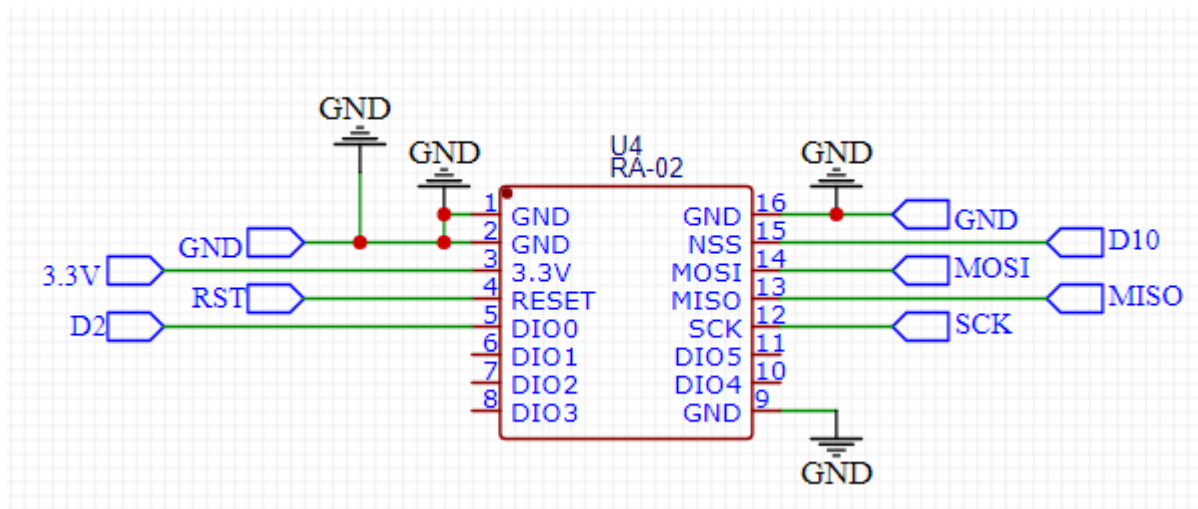 GND
GND
U4
RA-02
GND
1 GND GND 16 GND
GND 2 GND NSS 15 D10
3.3V 3 3.3V MOSI 14 MOSI
RST 4 RESET MISO 13 MISO
D2 5 DIO0 SCK 12 SCK
6 DIO1 DIO5 11
7 DIO2 DIO4 10
8 DIO3 GND 9
GND